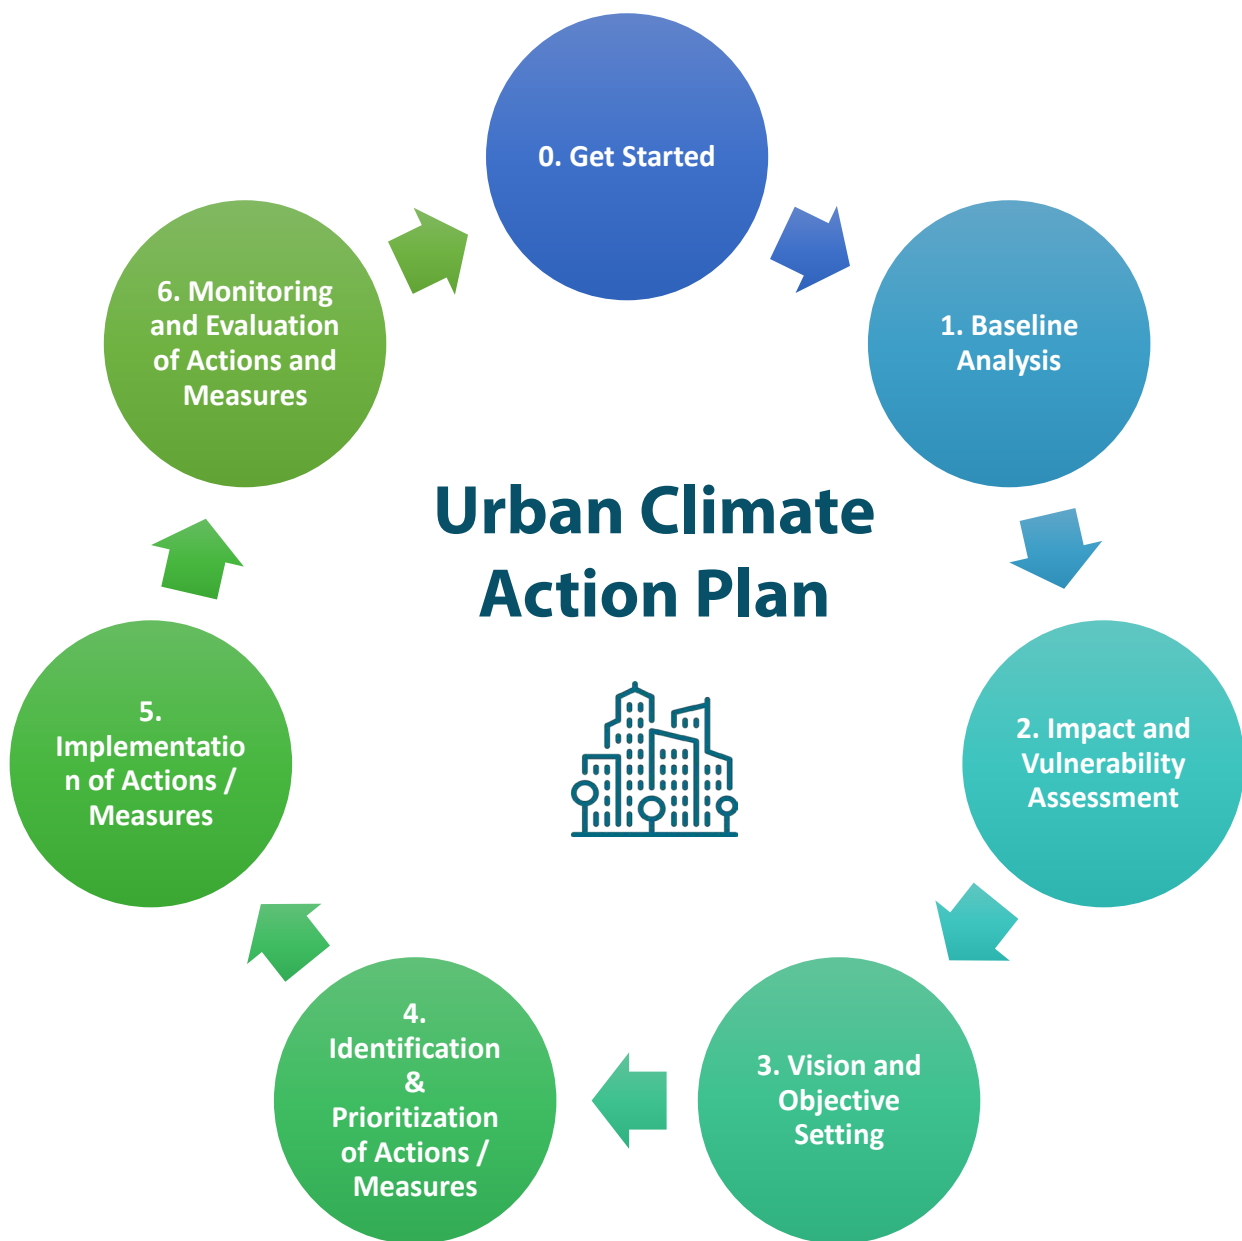 0. Get Started
1. Baseline
Analysis
2. Impact and
Vulnerability
Assessment
3. Vision and
Objective
Setting
4.
Identification
&
Prioritization
of Actions /
Measures
5.
Implementatio
n of Actions /
Measures
6. Monitoring
and Evaluation
of Actions and
Measures
Urban Climate
Action Plan